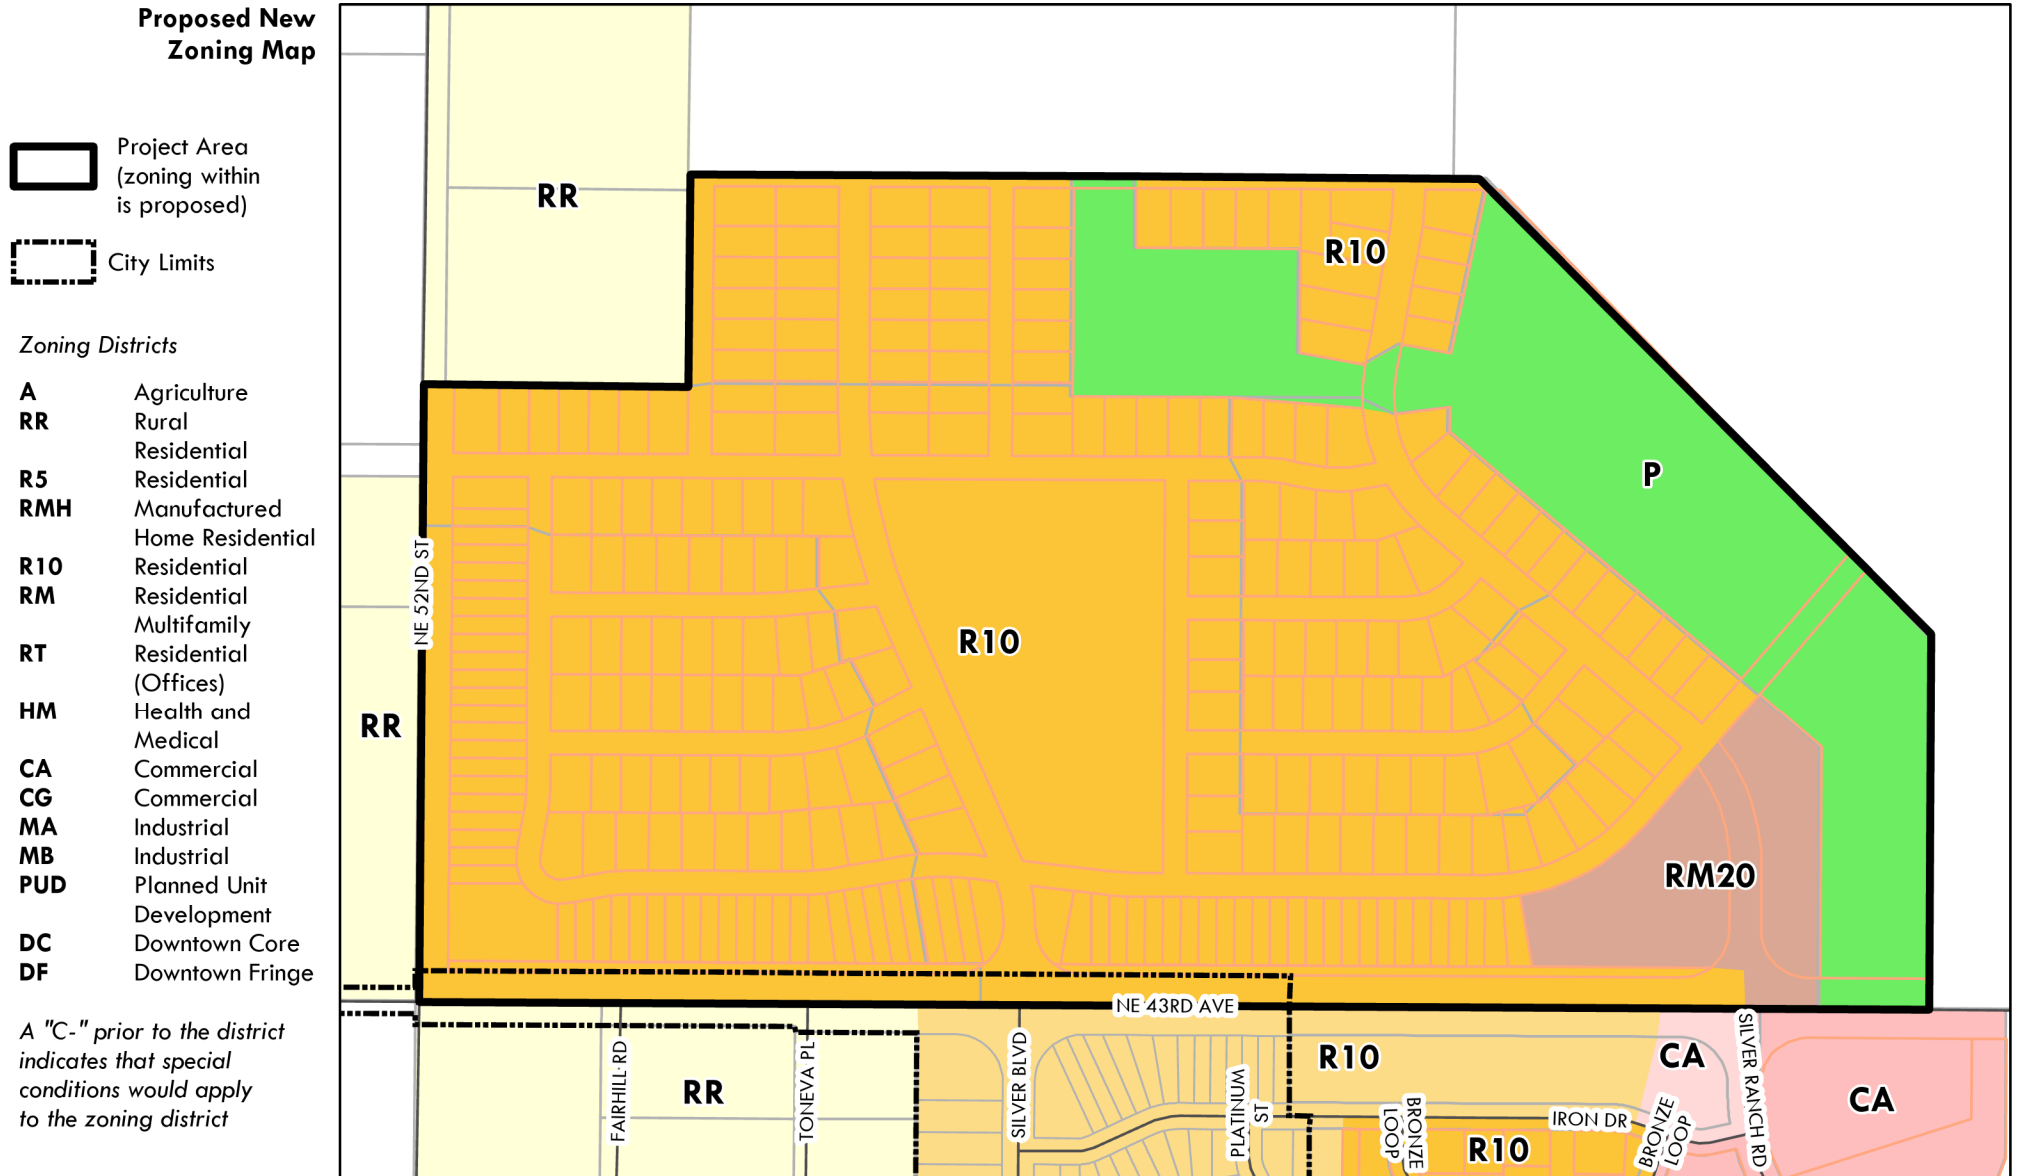 Proposed New
Zoning Map
Project Area
(zoning within
is proposed)
City Limits
Zoning Districts
A Agriculture
RR Rural
Residential
R5 Residential
RMH Manufactured
Home Residential
R10 Residential
RM Residential
Multifamily
RT Residential
(Offices)
HM Health and
Medical
CA Commercial
CG Commercial
MA Industrial
MB Industrial
PUD Planned Unit
Development
DC Downtown Core
DF Downtown Fringe
A "C-" prior to the district
indicates that special
conditions would apply
to the zoning district
RR
R10
P
NE 52ND ST
R10
RR
RM20
NE 43RD AVE
FAIRHILL RD
RR
TONEVA PL
SILVER BLVD
PLATINUM
ST
R10
BRONZE
LOOP
R10
IRON DR
BRONZE
LOOP
CA
SILVER RANCH RD
CA